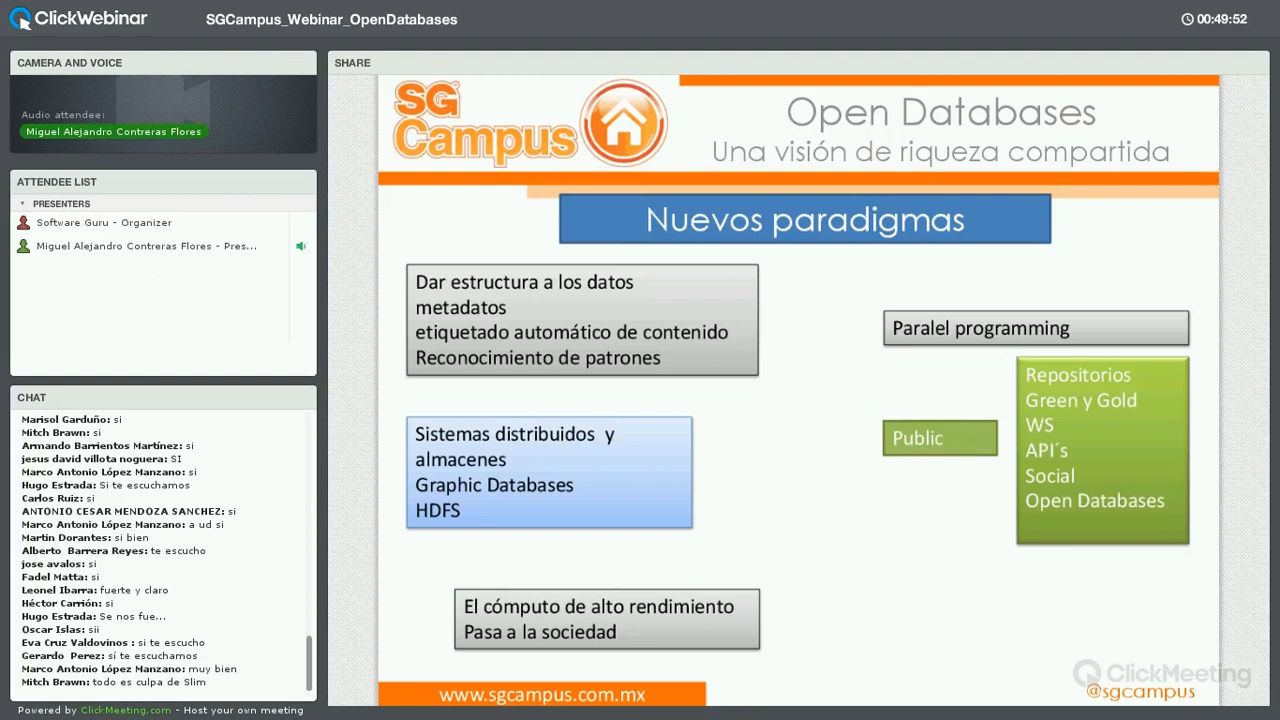 ClickWebinar
SGCampus_Webinar_OpenDatabases
00:49:52
CAMERA AND VOICE
Audio attendee:
Miguel Alejandro Contreras Flores
ATTENDEE LIST
PRESENTERS
Software Guru - Organizer
Miguel Alejandro Contreras Flores - Pres...
CHAT
Marisol Garduño: si
Mitch Brawn: si
Armando Barrientos Martínez: si
jesus david villota noguera: SI
Marco Antonio López Manzano: si
Hugo Estrada: Si te escuchamos
Carlos Ruiz: si
ANTONIO CESAR MENDOZA SANCHEZ: si
Marco Antonio López Manzano: a ud si
Martin Dorantes: si bien
Alberto Barrera Reyes: te escucho
jose avalos: si
Fadel Matta: si
Leonel Ibarra: fuerte y claro
Héctor Carrión: si
Hugo Estrada: Se nos fue...
Oscar Islas: sii
Eva Cruz Valdovinos : si te escucho
Gerardo Perez: sí te escuchamos
Marco Antonio López Manzano: muy bien
Mitch Brawn: todo es culpa de Slim
Powered by ClickMeeting.com - Host your own meeting
SHARE
SG
Campus
Open Databases
Una visión de riqueza compartida
Nuevos paradigmas
Dar estructura a los datos
metadatos
etiquetado automático de contenido
Reconocimiento de patrones
Paralel programming
Repositorios
Green y Gold
WS
API´s
Social
Open Databases
Public
Sistemas distribuidos y
almacenes
Graphic Databases
HDFS
El cómputo de alto rendimiento
Pasa a la sociedad
ClickMeeting
www.sgcampus.com.mx
@sgcampus